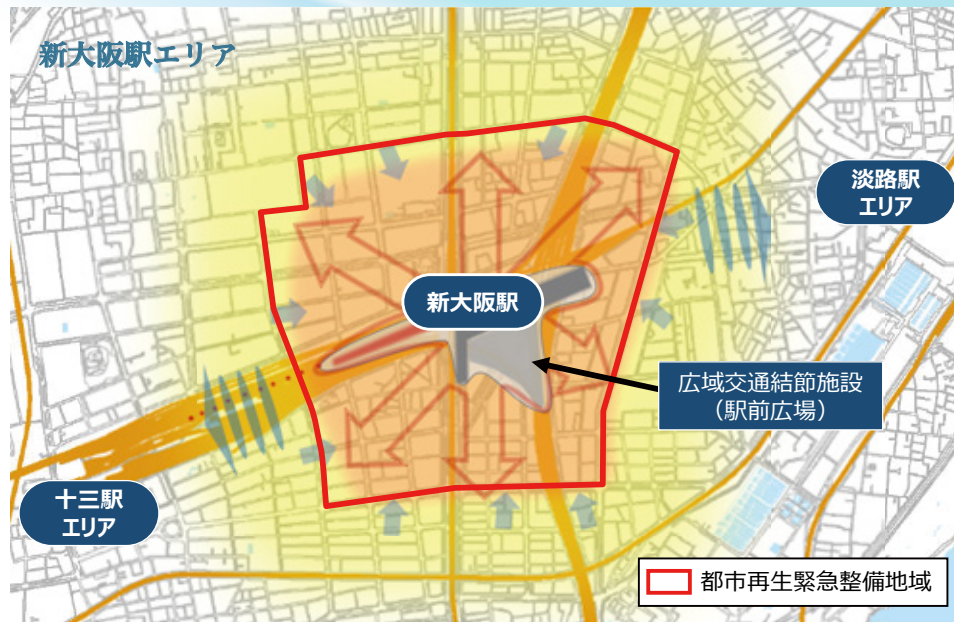 新大阪駅エリア
淡路駅
エリア
新大阪駅
広域交通結節施設
(駅前広場)
十三駅
エリア
都市再生緊急整備地域